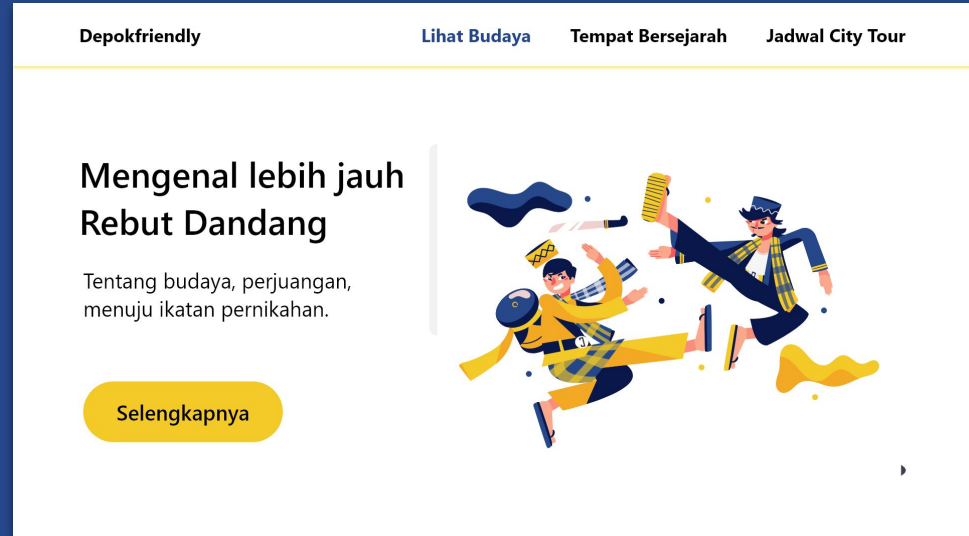 Depokfriendly
Lihat Budaya
Tempat Bersejarah
Jadwal City Tour
Mengenal lebih jauh
Rebut Dandang
Tentang budaya, perjuangan,
menuju ikatan pernikahan.
Selengkapnya